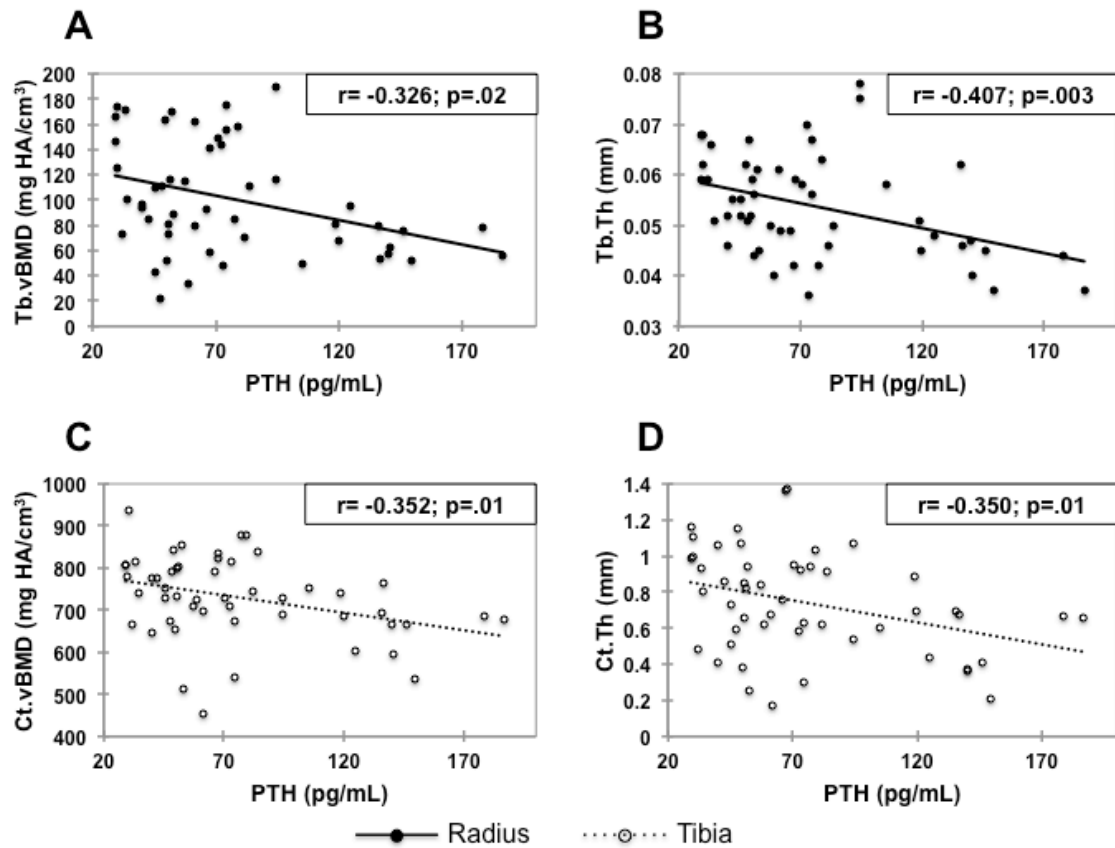 A
Tb.vBMD (mg HA/cm³)
200
180
160
140
120
100
80
60
40
20
0
r= -0.326; p=.02
20 70 120 170
PTH (pg/mL)
B
Tb.Th (mm)
0.08
0.07
0.06
0.05
0.04
0.03
r= -0.407; p=.003
20 70 120 170
PTH (pg/mL)
C
Ct.vBMD (mg HA/cm³)
1000
900
800
700
600
500
400
r= -0.352; p=.01
20 70 120 170
PTH (pg/mL)
D
Ct.Th (mm)
1.4
1.2
1
0.8
0.6
0.4
0.2
0
r= -0.350; p=.01
20 70 120 170
PTH (pg/mL)
Radius Tibia